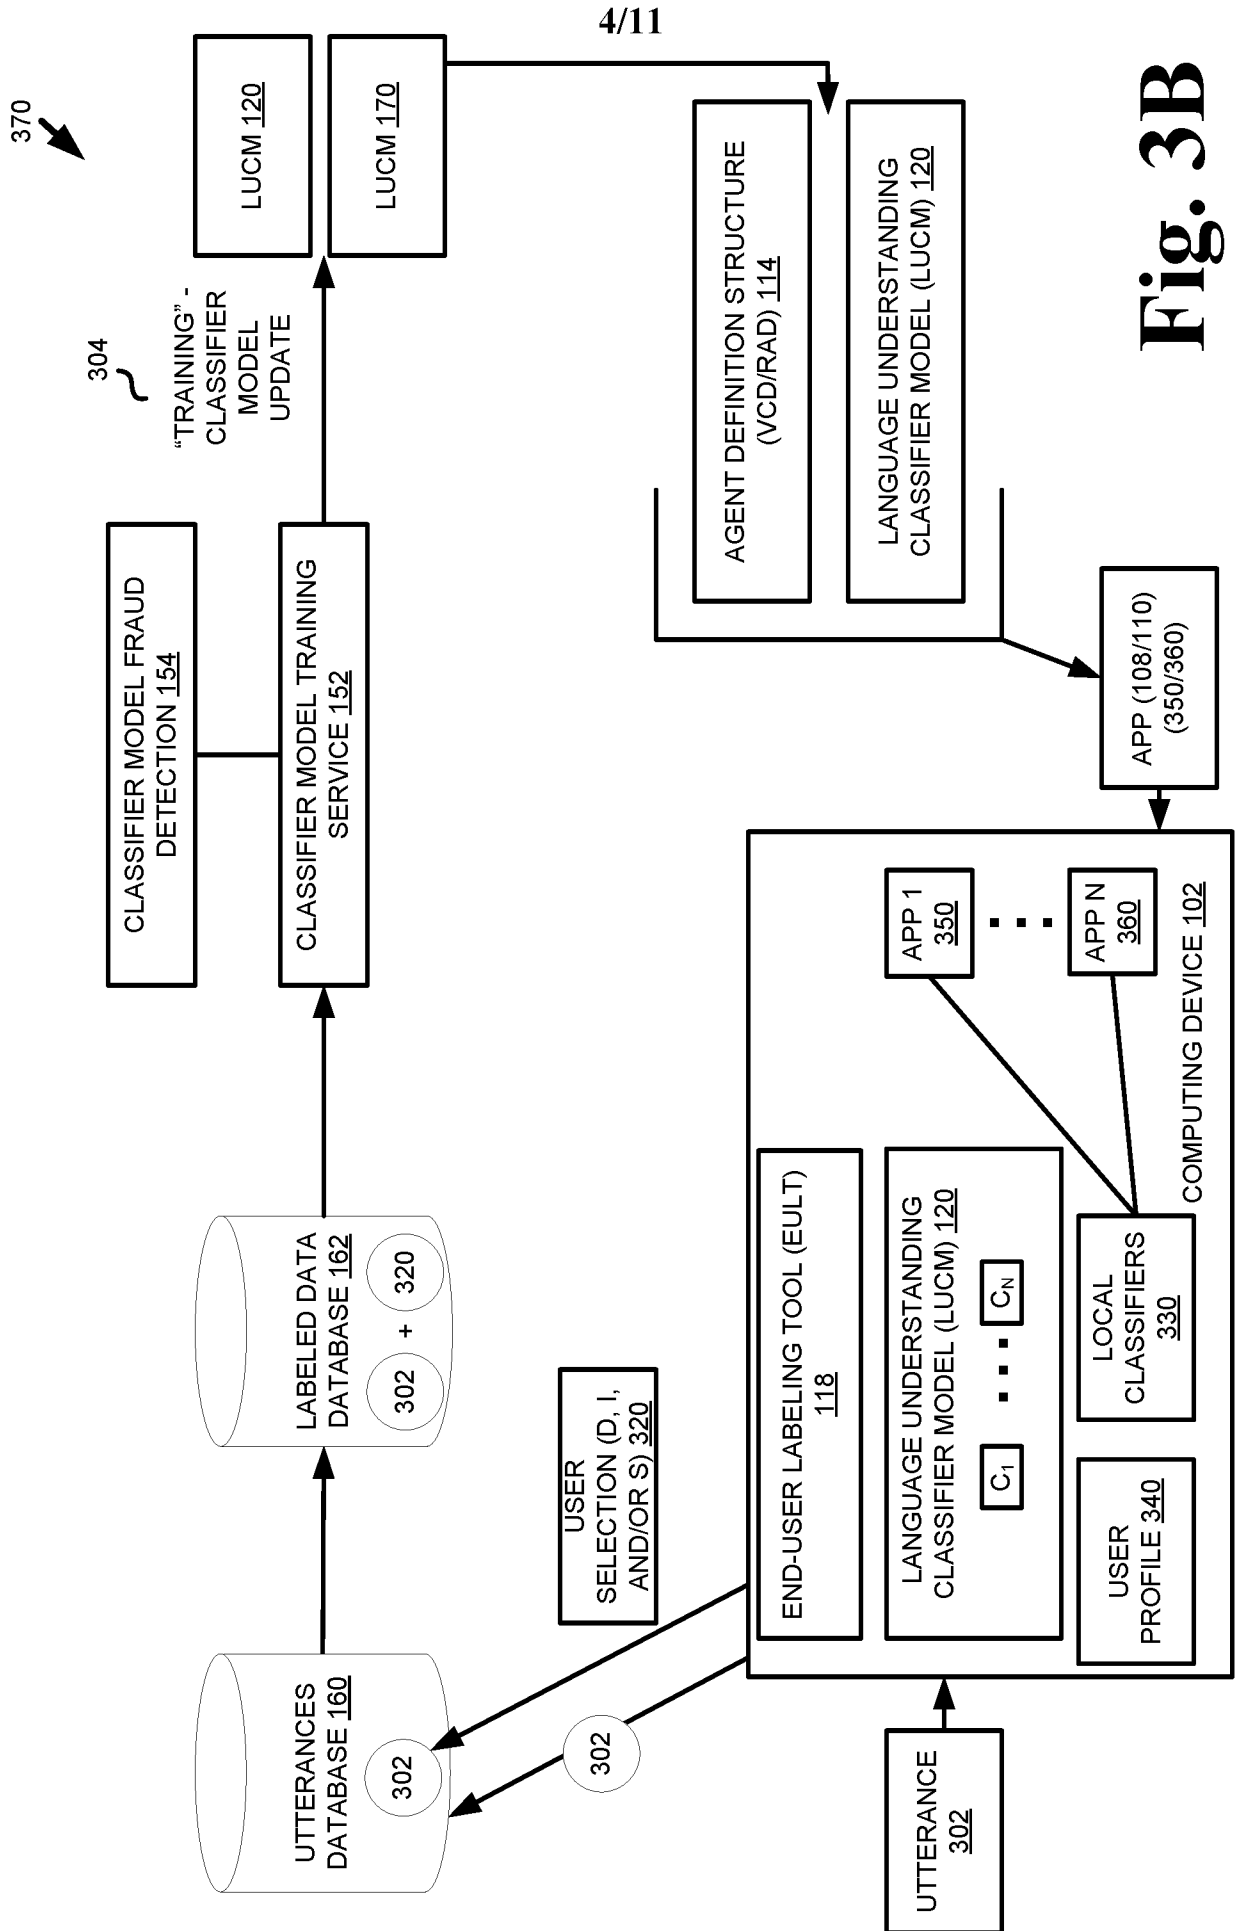 4/11
370
UTTERANCES
DATABASE 160
302
LABELED DATA
DATABASE 162
302
+
320
CLASSIFIER MODEL FRAUD
DETECTION 154
CLASSIFIER MODEL TRAINING
SERVICE 152
304
“TRAINING” -
CLASSIFIER
MODEL
UPDATE
LUCM 120
LUCM 170
302
USER
SELECTION (D, I,
AND/OR S) 320
UTTERANCE
302
END-USER LABELING TOOL (EULT)
118
LANGUAGE UNDERSTANDING
CLASSIFIER MODEL (LUCM) 120
C1
CN
USER
PROFILE 340
LOCAL
CLASSIFIERS
330
APP 1
350
APP N
360
COMPUTING DEVICE 102
APP (108/110)
(350/360)
AGENT DEFINITION STRUCTURE
(VCD/RAD) 114
LANGUAGE UNDERSTANDING
CLASSIFIER MODEL (LUCM) 120
Fig. 3B